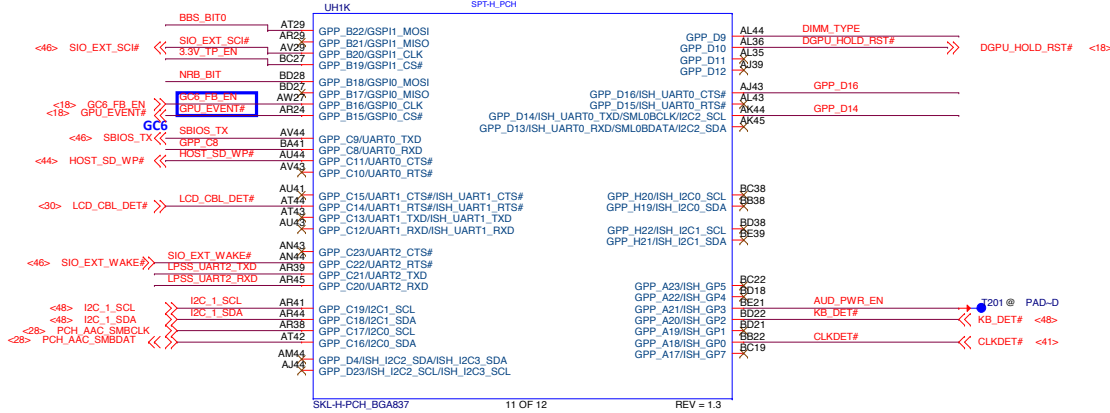 UH1K SPT-H_PCH
BBS_BIT0 AT29 GPP_B22/GSPI1_MOSI
<46> SIO_EXT_SCI# SIO_EXT_SCI# AR29 GPP_B21/GSPI1_MISO
3.3V_TP_EN AV29 GPP_B20/GSPI1_CLK
BC27 GPP_B19/GSPI1_CS#
NRB_BIT BD28 GPP_B18/GSPI0_MOSI
BD27 GPP_B17/GSPI0_MISO
<18> GC6_FB_EN GC6_FB_EN AW27 GPP_B16/GSPI0_CLK
<18> GPU_EVENT# GPU_EVENT# AR24 GPP_B15/GSPI0_CS#
GC6
<46> SBIOS_TX SBIOS_TX AV44 GPP_C9/UART0_TXD
GPP_C8 BA41 GPP_C8/UART0_RXD
<44> HOST_SD_WP# HOST_SD_WP# AU44 GPP_C11/UART0_CTS#
AV43 GPP_C10/UART0_RTS#
AU41 GPP_C15/UART1_CTS#/ISH_UART1_CTS#
<30> LCD_CBL_DET# LCD_CBL_DET# AT44 GPP_C14/UART1_RTS#/ISH_UART1_RTS#
AT43 GPP_C13/UART1_TXD/ISH_UART1_TXD
AU43 GPP_C12/UART1_RXD/ISH_UART1_RXD
AN43 GPP_C23/UART2_CTS#
<46> SIO_EXT_WAKE# SIO_EXT_WAKE# AN44 GPP_C22/UART2_RTS#
LPSS_UART2_TXD AR39 GPP_C21/UART2_TXD
LPSS_UART2_RXD AR45 GPP_C20/UART2_RXD
<48> I2C_1_SCL I2C_1_SCL AR41 GPP_C19/I2C1_SCL
<48> I2C_1_SDA I2C_1_SDA AR44 GPP_C18/I2C1_SDA
<28> PCH_AAC_SMBCLK AR38 GPP_C17/I2C0_SCL
<28> PCH_AAC_SMBDAT AT42 GPP_C16/I2C0_SDA
AM44 GPP_D4/ISH_I2C2_SDA/ISH_I2C3_SDA
AJ44 GPP_D23/ISH_I2C2_SCL/ISH_I2C3_SCL
GPP_D9 AL44 DIMM_TYPE
GPP_D10 AL36 DGPU_HOLD_RST# DGPU_HOLD_RST# <18>
GPP_D11 AL35
GPP_D12 AJ39
GPP_D16/ISH_UART0_CTS# AJ43 GPP_D16
GPP_D15/ISH_UART0_RTS# AL43
GPP_D14/ISH_UART0_TXD/SML0BCLK/I2C2_SCL AK44 GPP_D14
GPP_D13/ISH_UART0_RXD/SML0BDATA/I2C2_SDA AK45
GPP_H20/ISH_I2C0_SCL BC38
GPP_H19/ISH_I2C0_SDA BB38
GPP_H22/ISH_I2C1_SCL BD38
GPP_H21/ISH_I2C1_SDA BE39
GPP_A23/ISH_GP5 BC22
GPP_A22/ISH_GP4 BD18
GPP_A21/ISH_GP3 BE21 AUD_PWR_EN T201 @ PAD~D
GPP_A20/ISH_GP2 BD22 KB_DET# KB_DET# <48>
GPP_A19/ISH_GP1 BD21
GPP_A18/ISH_GP0 BB22 CLKDET# CLKDET# <41>
GPP_A17/ISH_GP7 BC19
SKL-H-PCH_BGA837 11 OF 12 REV = 1.3